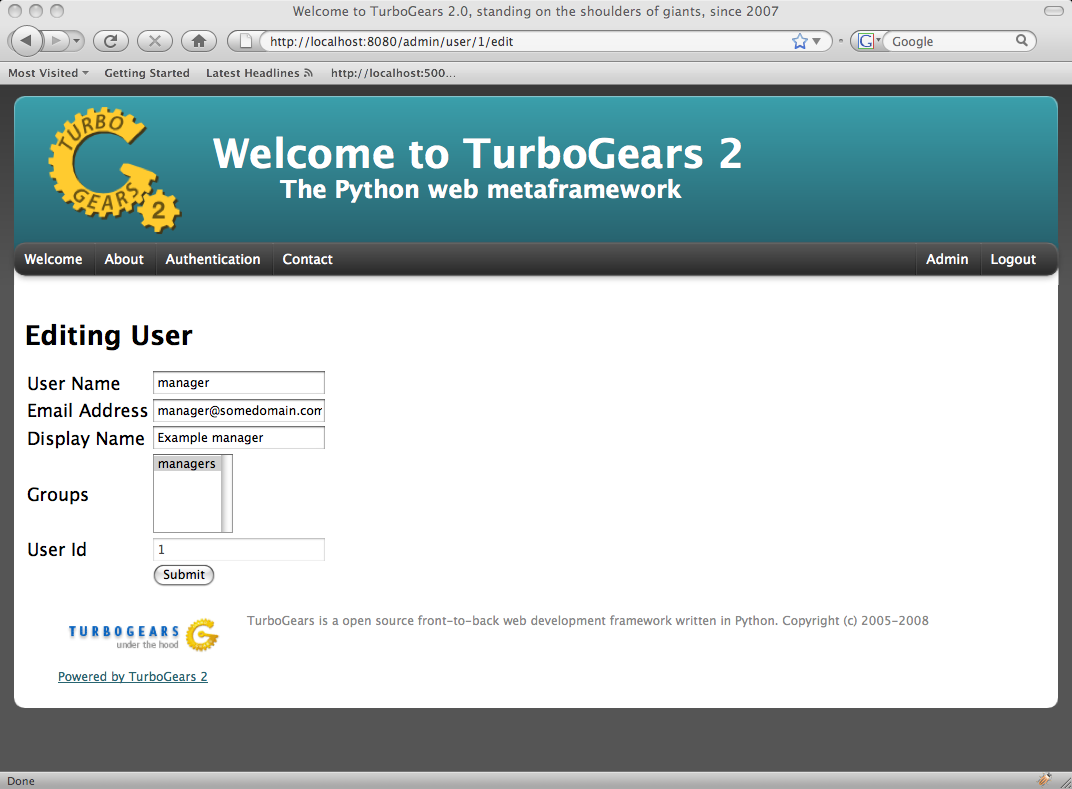 Welcome to TurboGears 2.0, standing on the shoulders of giants, since 2007
http://localhost:8080/admin/user/1/edit
G
Google
Most Visited
Getting Started
Latest Headlines
http://localhost:500...
TURBO
GEARS
2
Welcome to TurboGears 2
The Python web metaframework
Welcome
About
Authentication
Contact
Admin
Logout
Editing User
User Name
manager
Email Address
manager@somedomain.com
Display Name
Example manager
Groups
managers
User Id
1
Submit
TURBOGEARS
under the hood
TurboGears is a open source front-to-back web development framework written in Python. Copyright (c) 2005-2008
Powered by TurboGears 2
Done